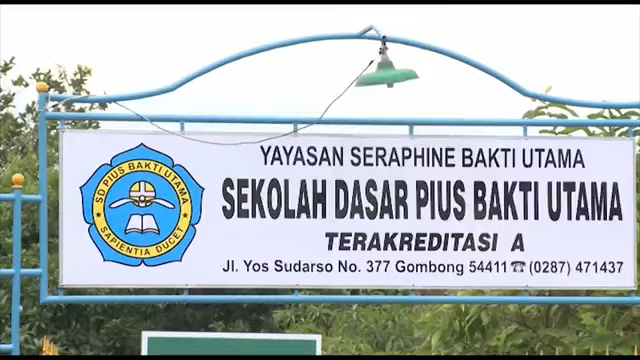 YAYASAN SERAPHINE BAKTI UTAMA
SEKOLAH DASAR PIUS BAKTI UTAMA
TERAKREDITASI A
Jl. Yos Sudarso No. 377 Gombong 54411 ☎ (0287) 471437
SD PIUS BAKTI UTAMA
SAPIENTIA DUCET